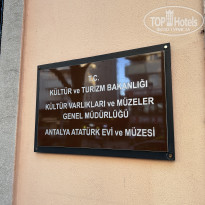 TOP Hotels
T.C.
KÜLTÜR ve TURİZM BAKANLIĞI
KÜLTÜR VARLIKLARI ve MÜZELER
GENEL MÜDÜRLÜĞÜ
ANTALYA ATATÜRK EVİ ve MÜZESİ